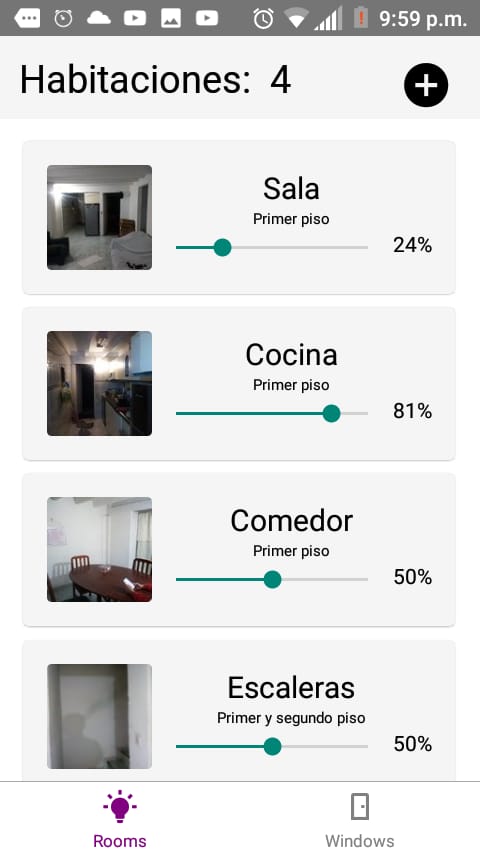 9:59 p.m.
Habitaciones: 4
Sala
Primer piso
24%
Cocina
Primer piso
81%
Comedor
Primer piso
50%
Escaleras
Primer y segundo piso
50%
Rooms
Windows